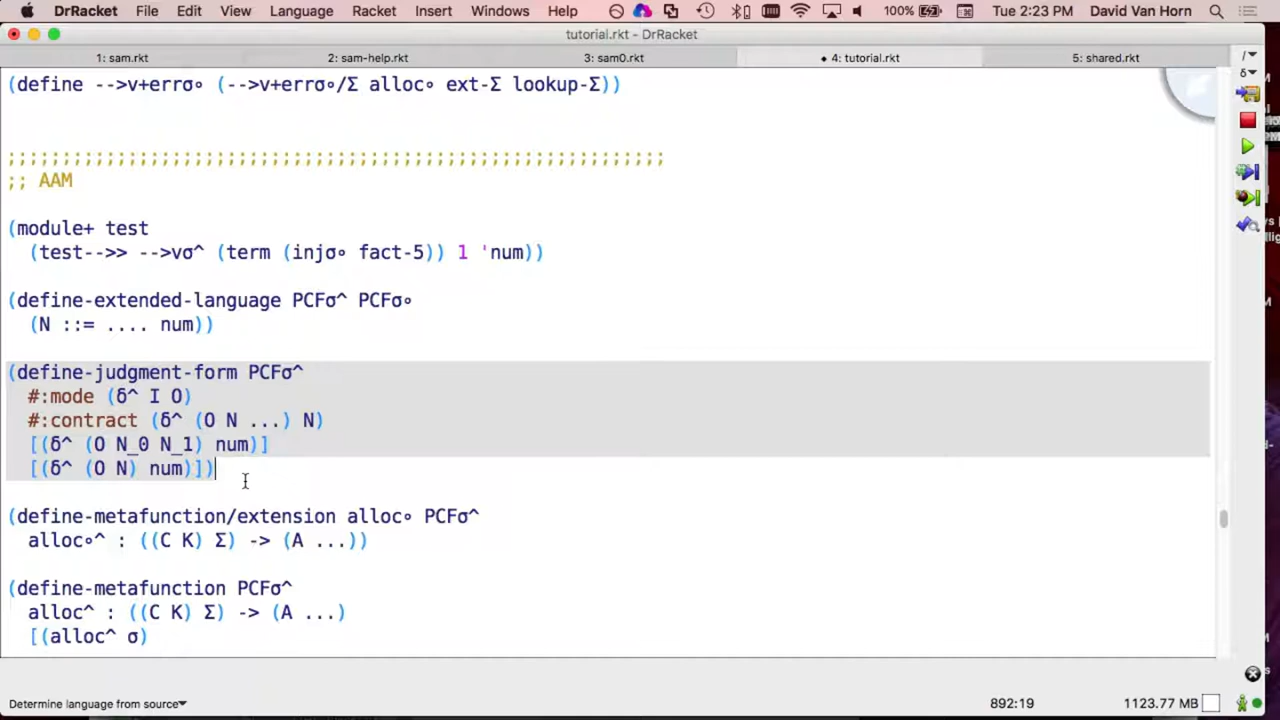 DrRacket File Edit View Language Racket Insert Windows Help 100% Tue 2:23 PM David Van Horn
tutorial.rkt - DrRacket
1: sam.rkt 2: sam-help.rkt 3: sam0.rkt • 4: tutorial.rkt 5: shared.rkt
(define -->v+errσ∘ (-->v+errσ∘/Σ alloc∘ ext-Σ lookup-Σ))
;;;;;;;;;;;;;;;;;;;;;;;;;;;;;;;;;;;;;;;;;;;;;;;;;;;;;;;;;;;;
;; AAM
(module+ test
(test-->> -->vσ^ (term (injσ∘ fact-5)) 1 'num))
(define-extended-language PCFσ^ PCFσ∘
(N ::= .... num))
(define-judgment-form PCFσ^
#:mode (δ^ I O)
#:contract (δ^ (O N ...) N)
[(δ^ (O N_0 N_1) num)]
[(δ^ (O N) num)])
(define-metafunction/extension alloc∘ PCFσ^
alloc∘^ : ((C K) Σ) -> (A ...))
(define-metafunction PCFσ^
alloc^ : ((C K) Σ) -> (A ...)
[(alloc^ σ)
Determine language from source 892:19 1123.77 MB